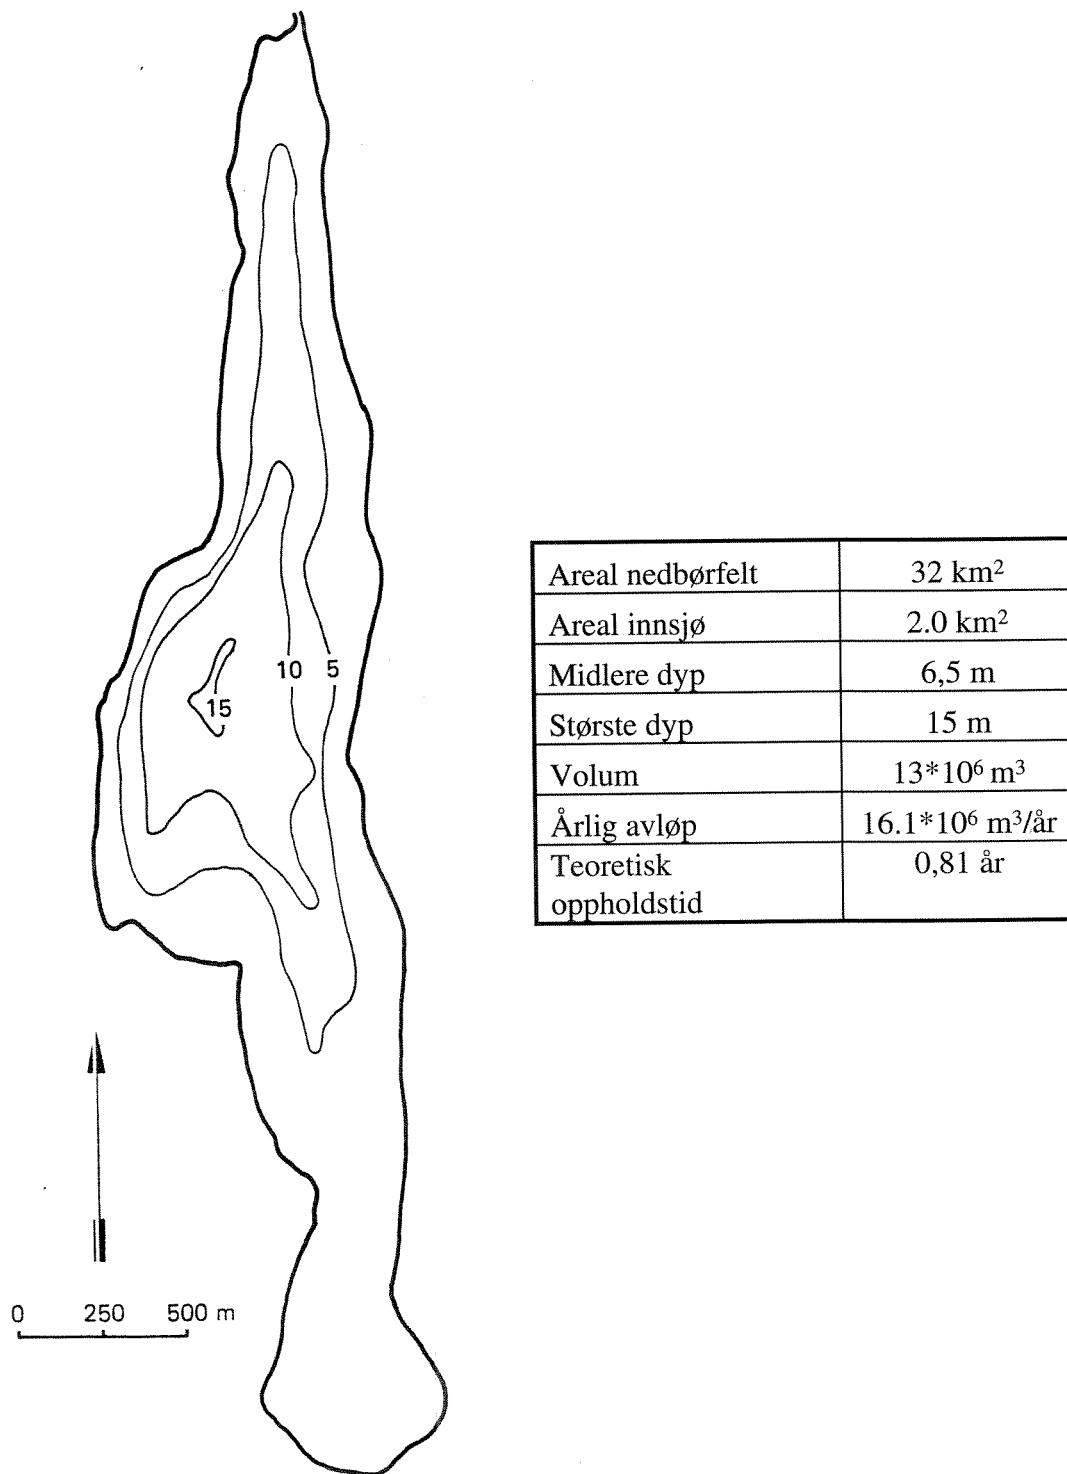 10
5
15
0 250 500 m
Areal nedbørfelt 32 km²
Areal innsjø 2.0 km²
Midlere dyp 6,5 m
Største dyp 15 m
Volum 13*10⁶ m³
Årlig avløp 16.1*10⁶ m³/år
Teoretisk 0,81 år
oppholdstid